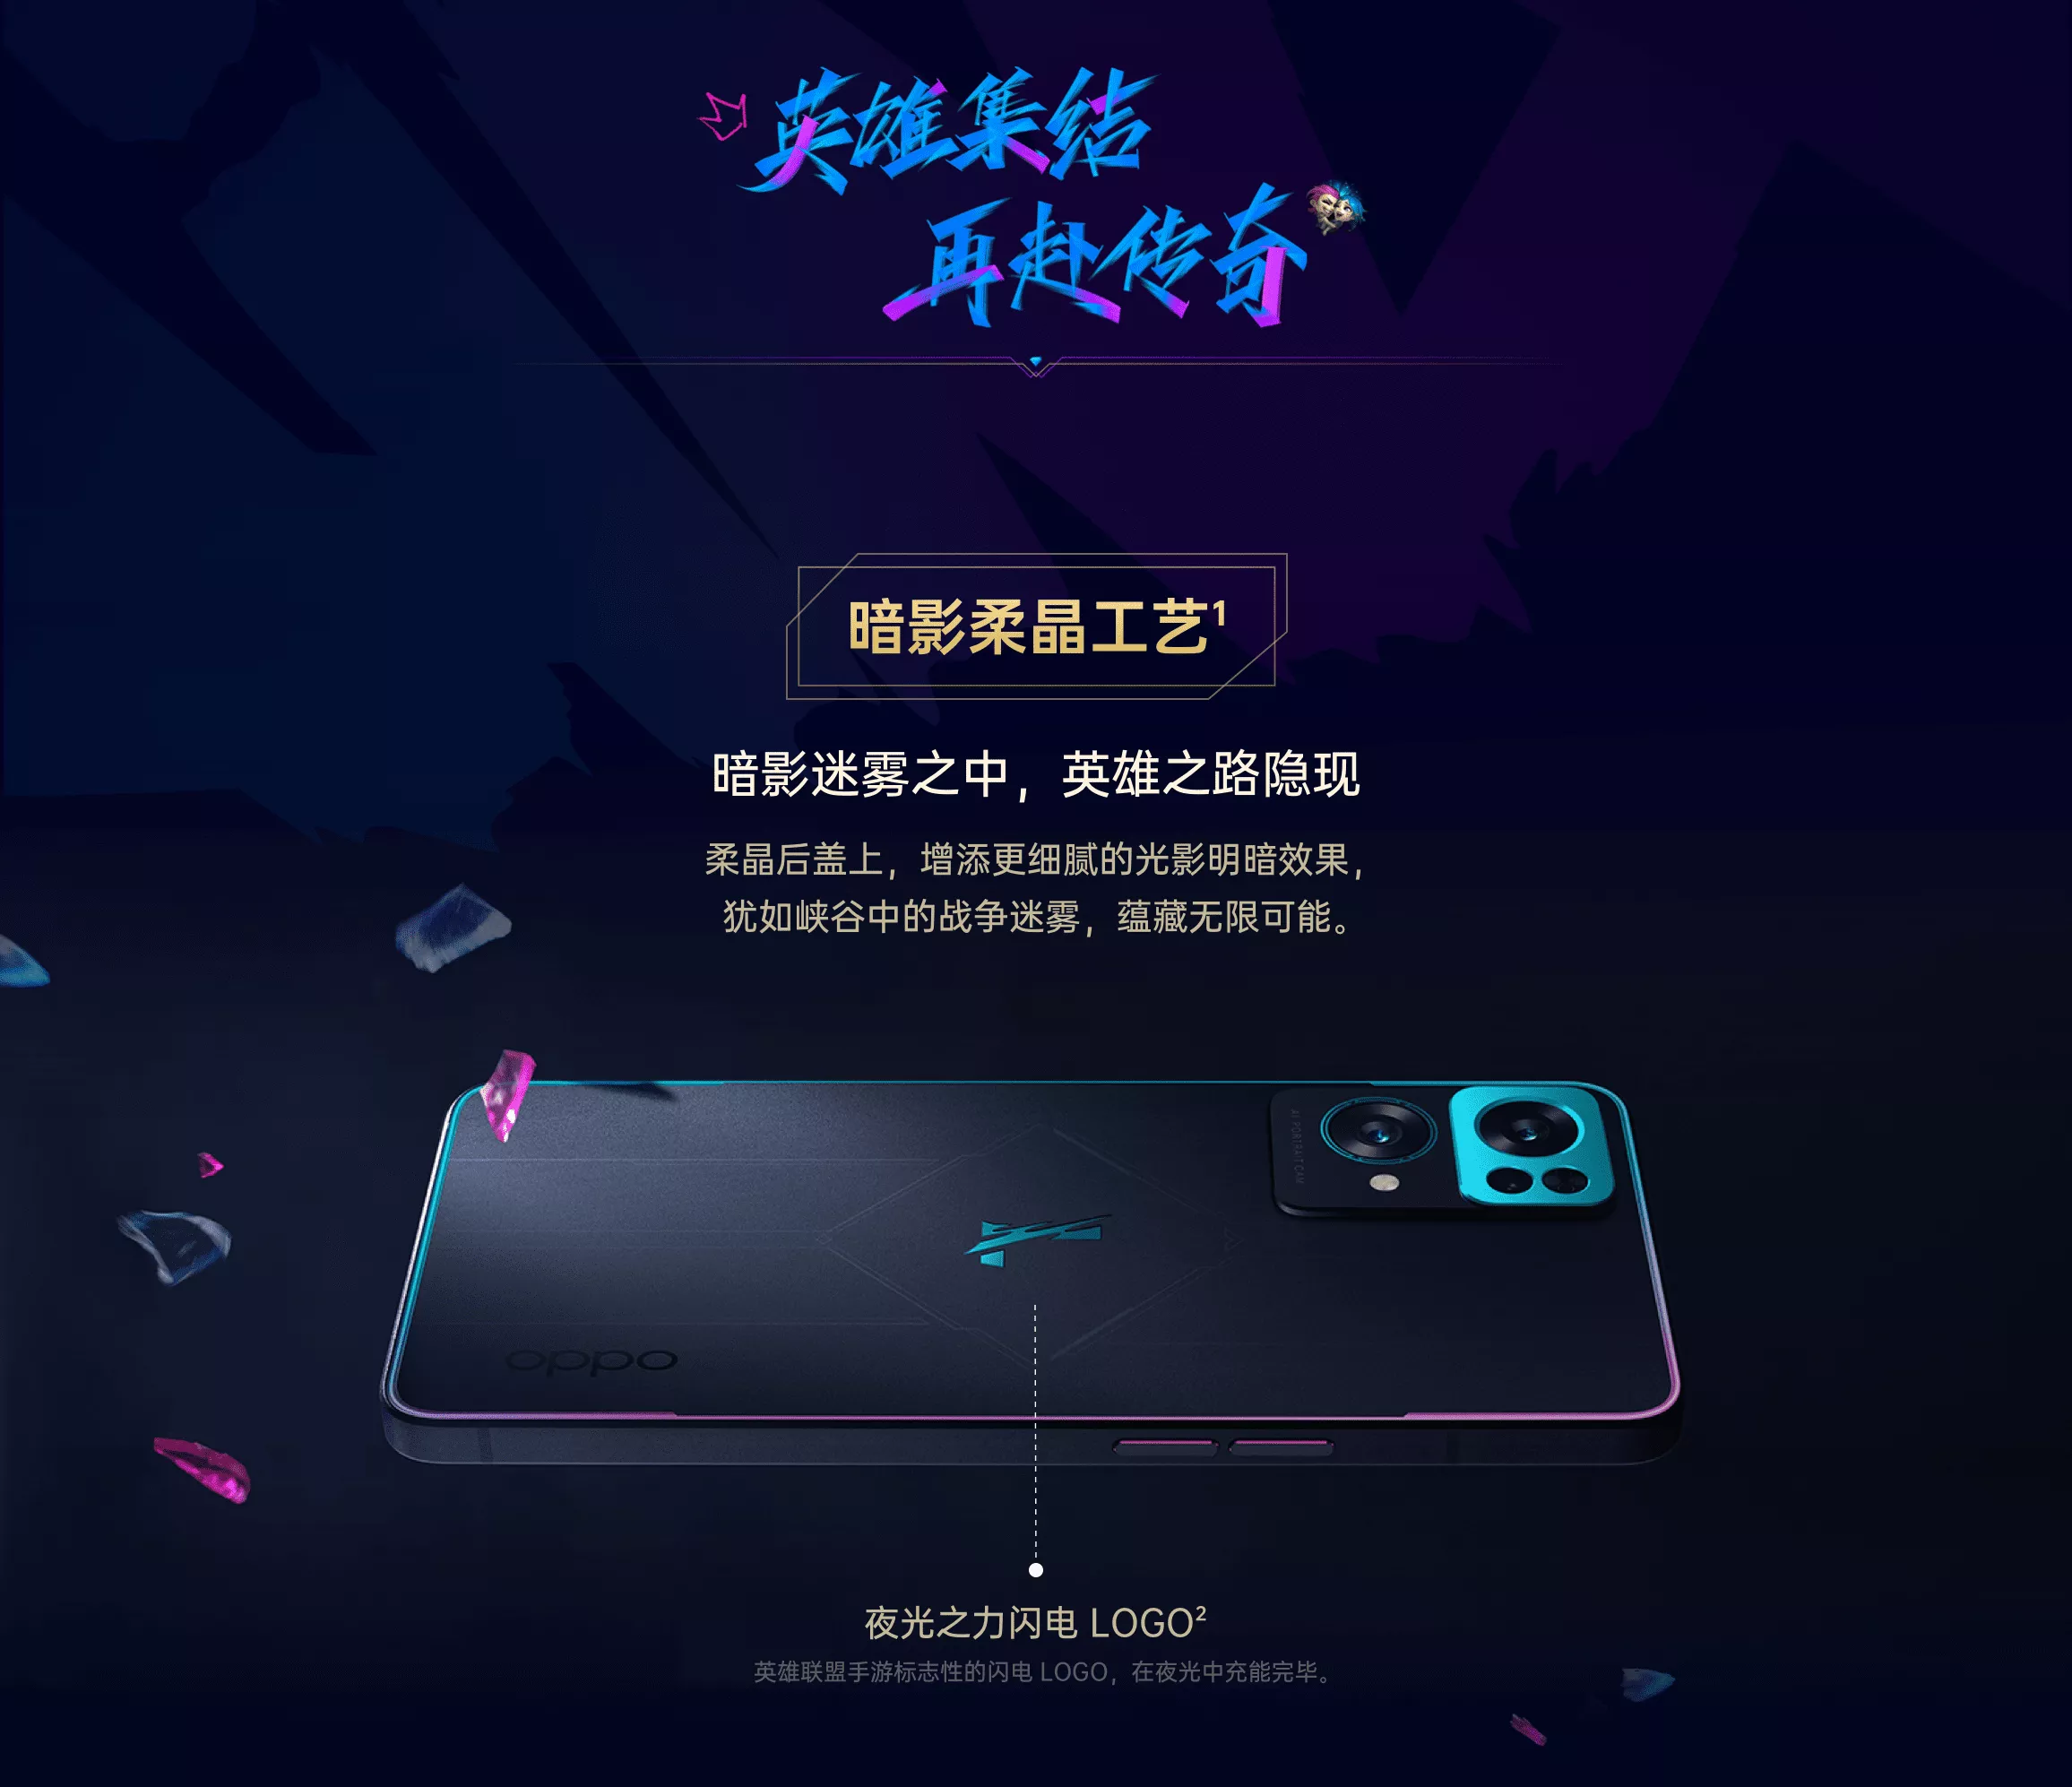 英雄集结
再赴传奇
暗影柔晶工艺¹
暗影迷雾之中，英雄之路隐现
柔晶后盖上，增添更细腻的光影明暗效果，
犹如峡谷中的战争迷雾，蕴藏无限可能。
AI PORTRAIT CAM
oppo
夜光之力闪电 LOGO²
英雄联盟手游标志性的闪电 LOGO，在夜光中充能完毕。